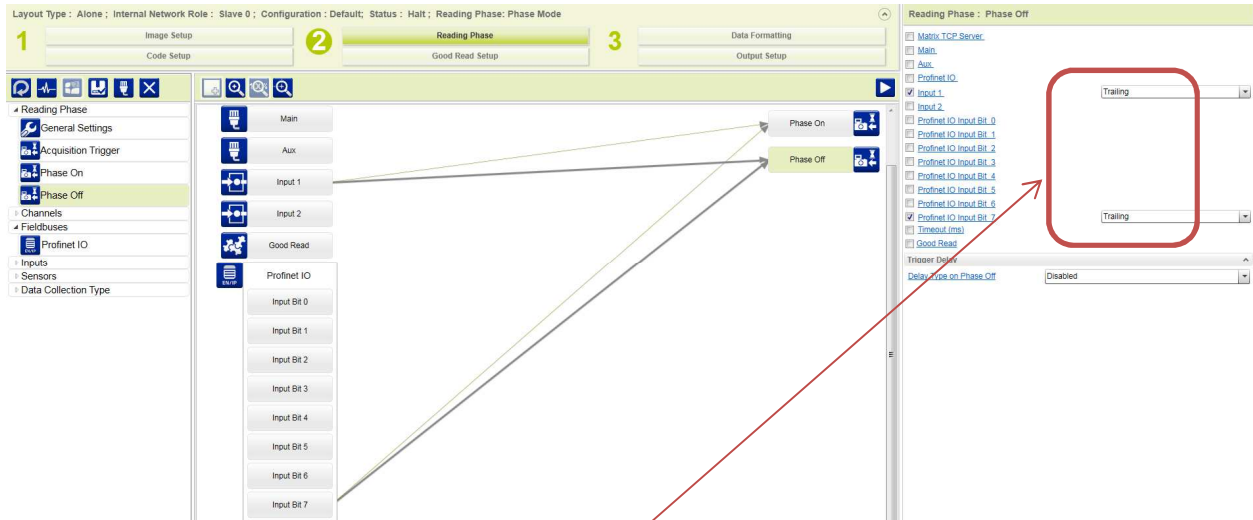 Layout Type : Alone ; Internal Network Role : Slave 0 ; Configuration : Default; Status : Halt ; Reading Phase: Phase Mode
1
Image Setup
Code Setup
2
Reading Phase
Good Read Setup
3
Data Formatting
Output Setup
Reading Phase
General Settings
Acquisition Trigger
Phase On
Phase Off
Channels
Fieldbuses
EN/IP
Profinet IO
Inputs
Sensors
Data Collection Type
Main
Aux
Input 1
Input 2
Good Read
EN/IP
Profinet IO
Input Bit 0
Input Bit 1
Input Bit 2
Input Bit 3
Input Bit 4
Input Bit 5
Input Bit 6
Input Bit 7
Phase On
Phase Off
Reading Phase : Phase Off
Matrix TCP Server
Main
Aux
Profinet IO
Input 1 Trailing
Input 2
Profinet IO Input Bit 0
Profinet IO Input Bit 1
Profinet IO Input Bit 2
Profinet IO Input Bit 3
Profinet IO Input Bit 4
Profinet IO Input Bit 5
Profinet IO Input Bit 6
Profinet IO Input Bit 7 Trailing
Timeout (ms)
Good Read
Trigger Delay
Delay Type on Phase Off Disabled